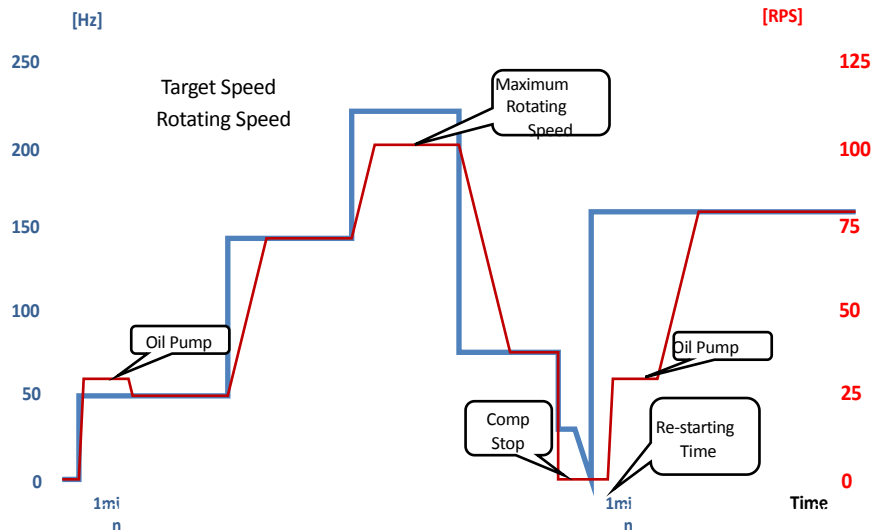 [Hz]
[RPS]
250
125
Target Speed
Rotating Speed
Maximum
Rotating
Speed
200
100
150
75
100
50
Oil Pump
Oil Pump
50
25
Comp
Stop
Re-starting
Time
0
0
1mi
n
1mi
n
Time